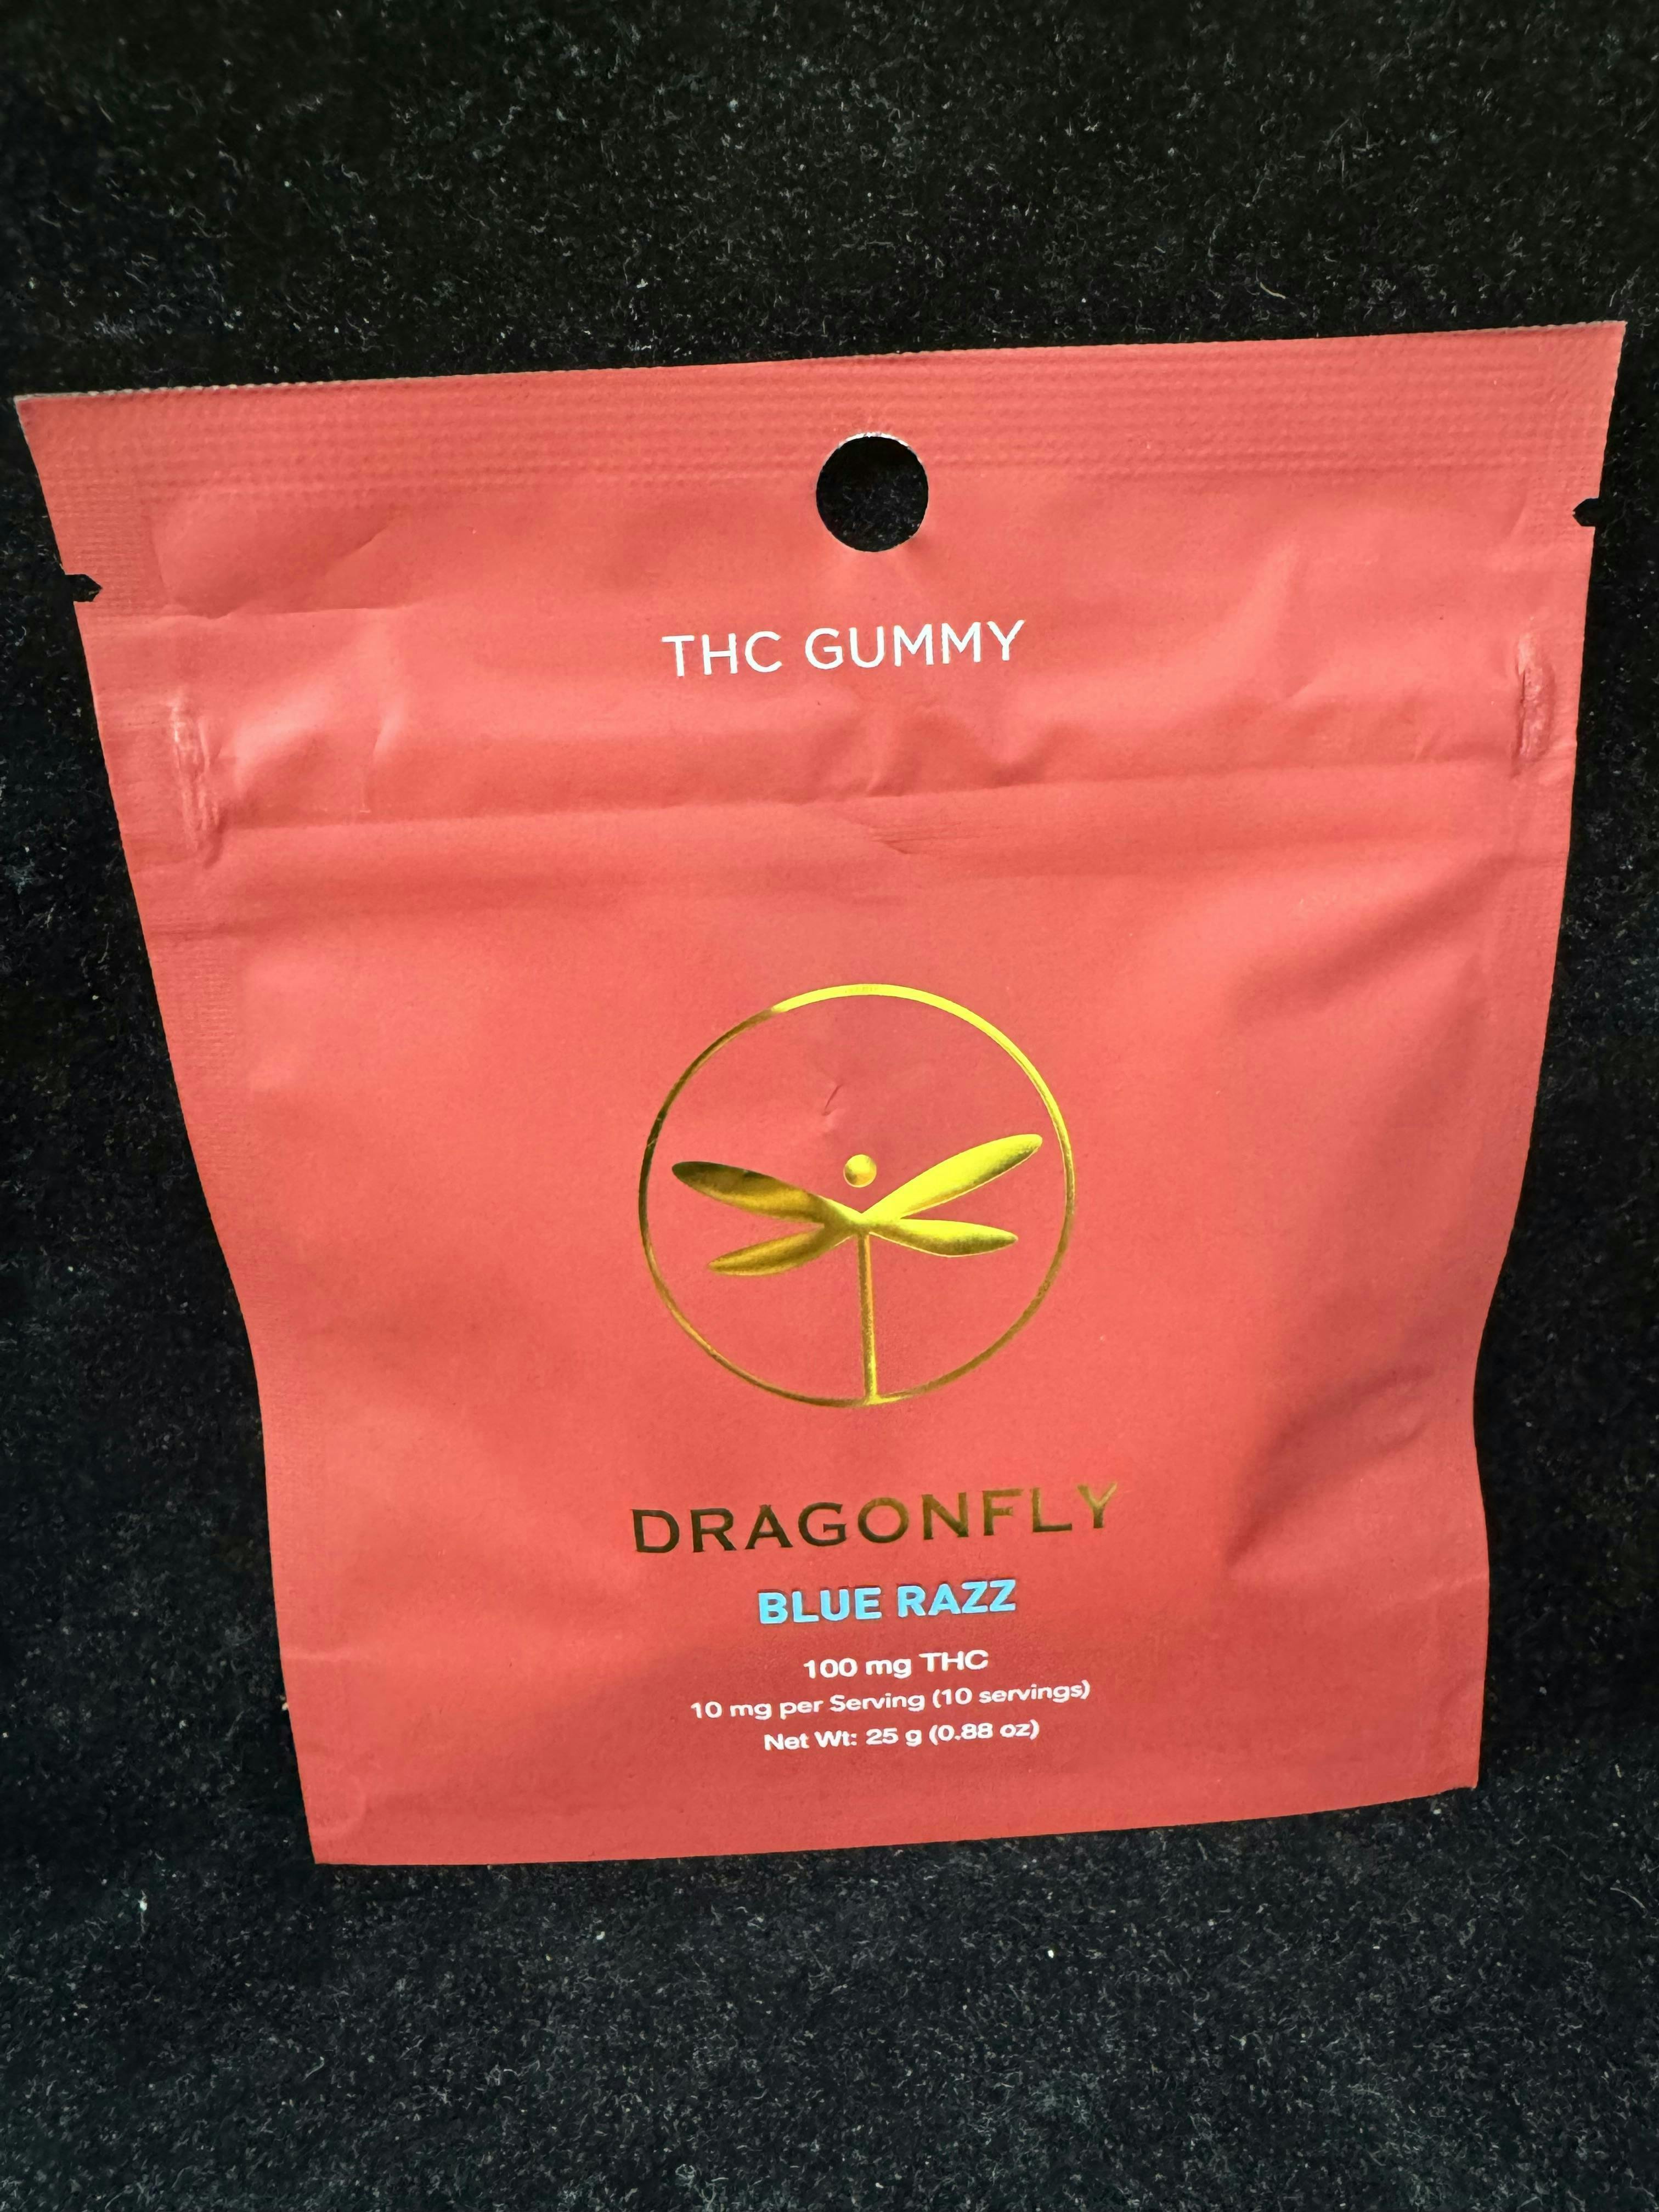 THC GUMMY
DRAGONFLY
BLUE RAZZ
100 mg THC
10 mg per Serving (10 servings)
Net Wt: 25 g (0.88 oz)